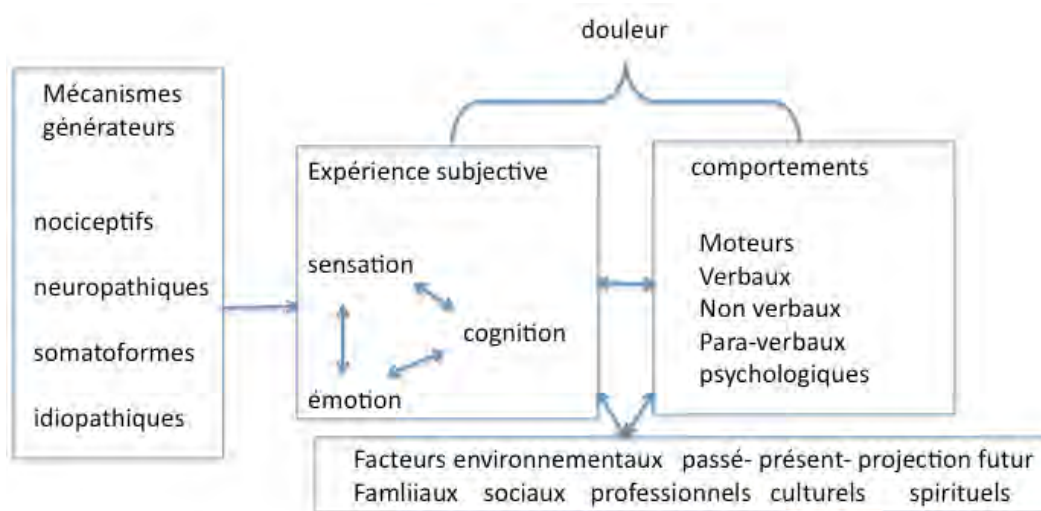 douleur
Mécanismes
générateurs
nociceptifs
neuropathiques
somatoformes
idiopathiques
Expérience subjective
sensation
cognition
émotion
comportements
Moteurs
Verbaux
Non verbaux
Para-verbaux
psychologiques
Facteurs environnementaux passé- présent- projection futur
Famliiaux sociaux professionnels culturels spirituels